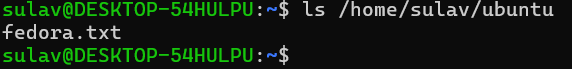 sulav@DESKTOP-54HULPU:~$ ls /home/sulav/ubuntu
fedora.txt
sulav@DESKTOP-54HULPU:~$